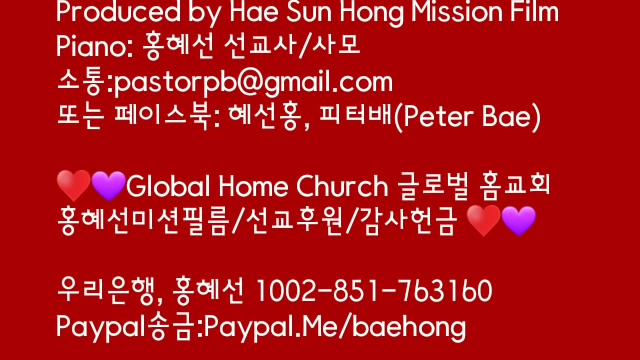 Produced by Hae Sun Hong Mission Film
Piano: 홍혜선 선교사/사모
소통:pastorpb@gmail.com
또는 페이스북: 혜선홍, 피터배(Peter Bae)
❤️💜Global Home Church 글로벌 홈교회
홍혜선미션필름/선교후원/감사헌금 ❤️💜
우리은행, 홍혜선 1002-851-763160
Paypal송금:Paypal.Me/baehong